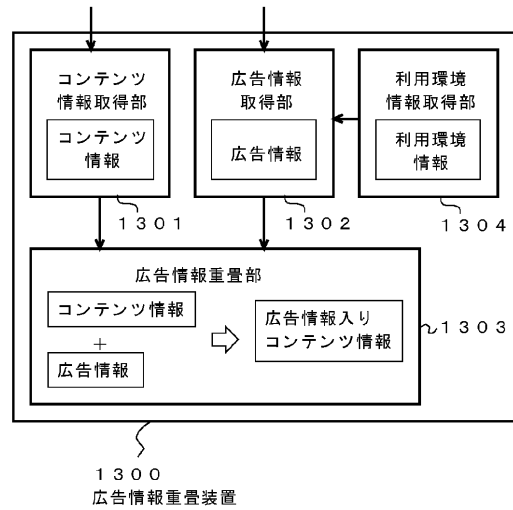 コンテンツ
情報取得部
コンテンツ
情報
1301
広告情報
取得部
広告情報
1302
利用環境
情報取得部
利用環境
情報
1304
広告情報重畳部
コンテンツ情報
+
広告情報
広告情報入り
コンテンツ情報
1303
1300
広告情報重畳装置